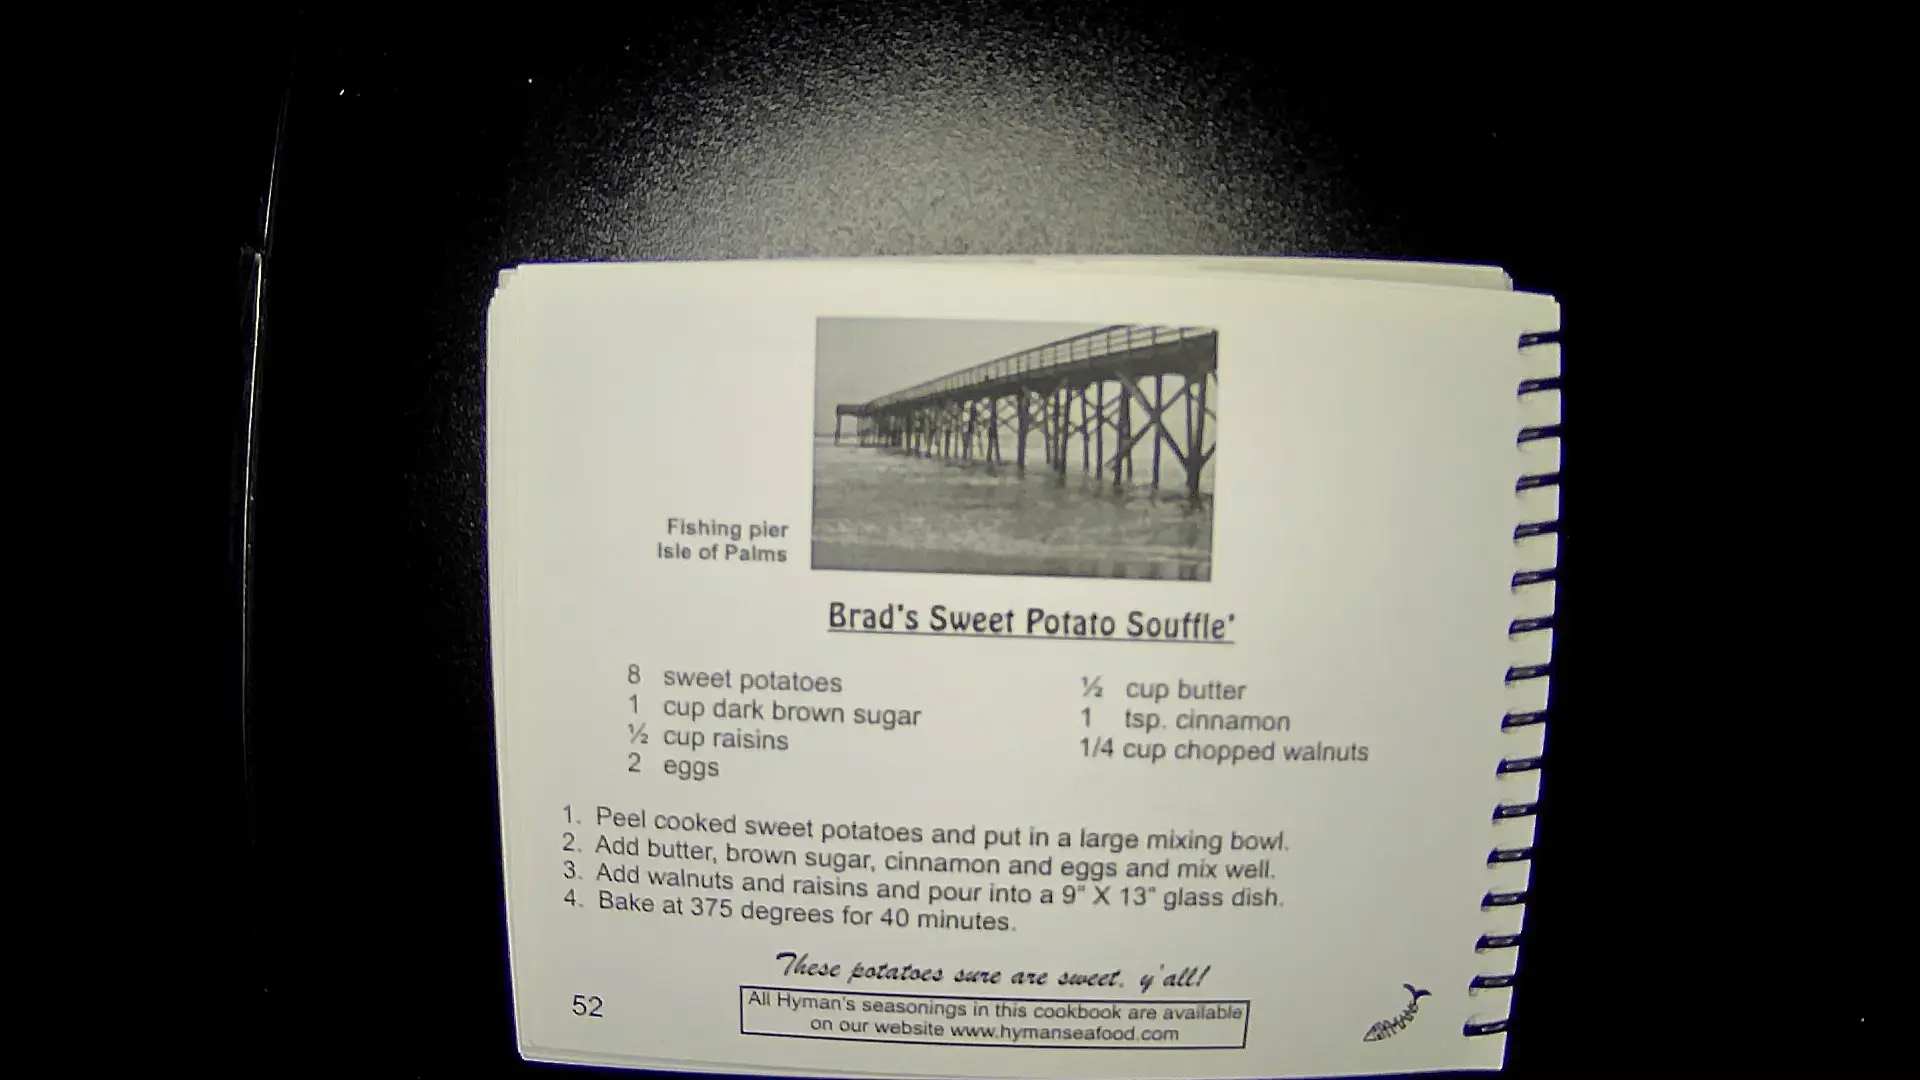 Fishing pier
Isle of Palms
Brad's Sweet Potato Souffle'
8 sweet potatoes
1 cup dark brown sugar
½ cup raisins
2 eggs
½ cup butter
1 tsp. cinnamon
1/4 cup chopped walnuts
1. Peel cooked sweet potatoes and put in a large mixing bowl.
2. Add butter, brown sugar, cinnamon and eggs and mix well.
3. Add walnuts and raisins and pour into a 9" X 13" glass dish.
4. Bake at 375 degrees for 40 minutes.
These potatoes sure are sweet, y'all!
52
All Hyman's seasonings in this cookbook are available
on our website www.hymanseafood.com
HYMANS